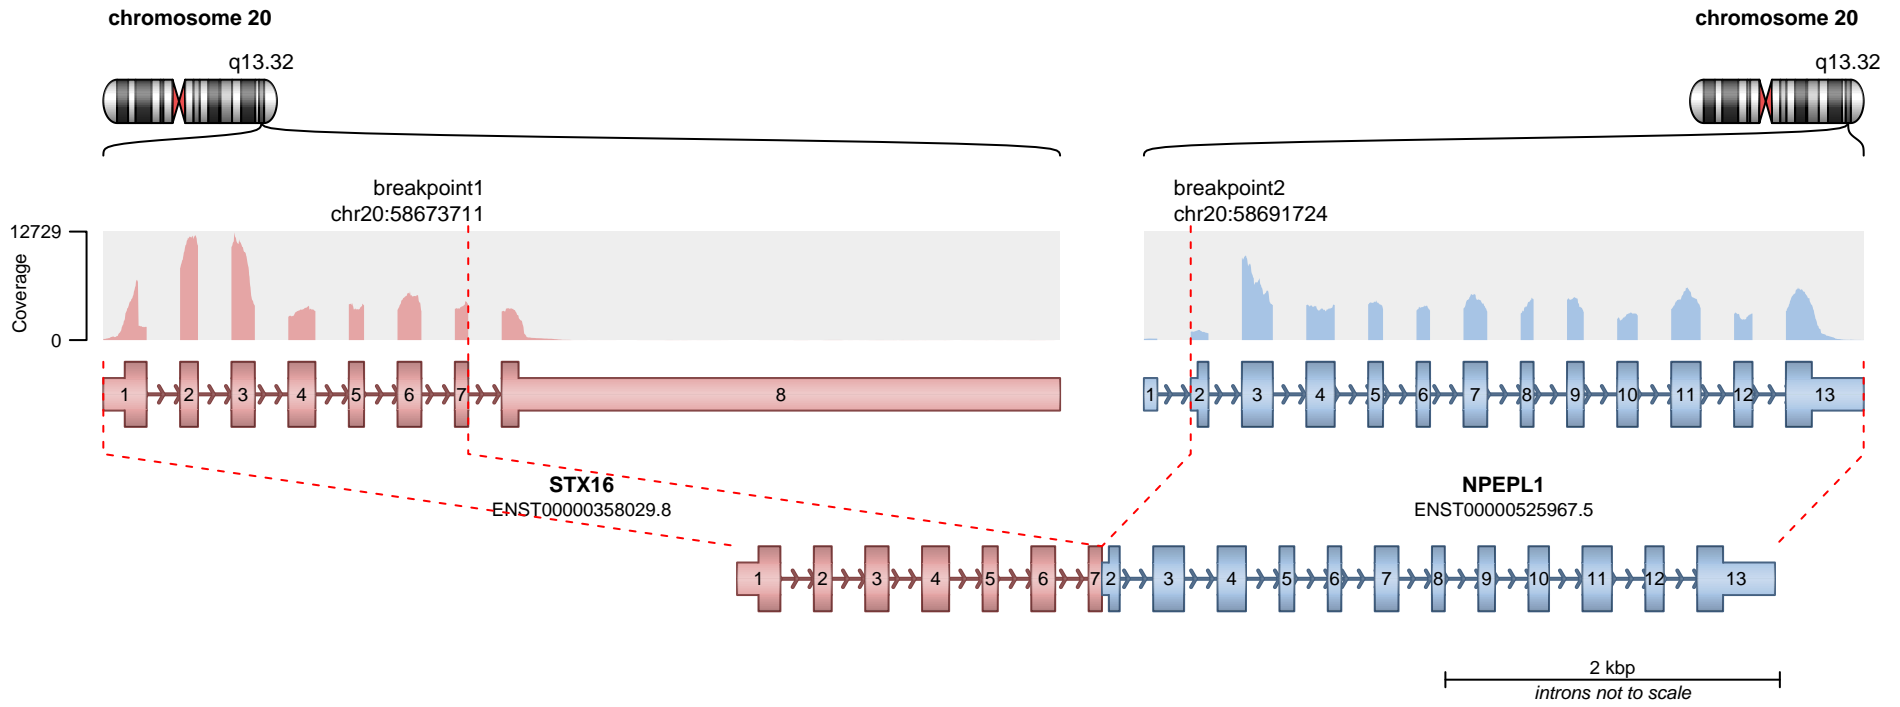 chromosome 20
chromosome 20
q13.32
q13.32
breakpoint1
chr20:58673711
breakpoint2
chr20:58691724
12729
Coverage
0
1 2 3 4 5 6 7 8
1 2 3 4 5 6 7 8 9 10 11 12 13
STX16
ENST00000358029.8
NPEPL1
ENST00000525967.5
1 2 3 4 5 6 7 2 3 4 5 6 7 8 9 10 11 12 13
2 kbp
introns not to scale